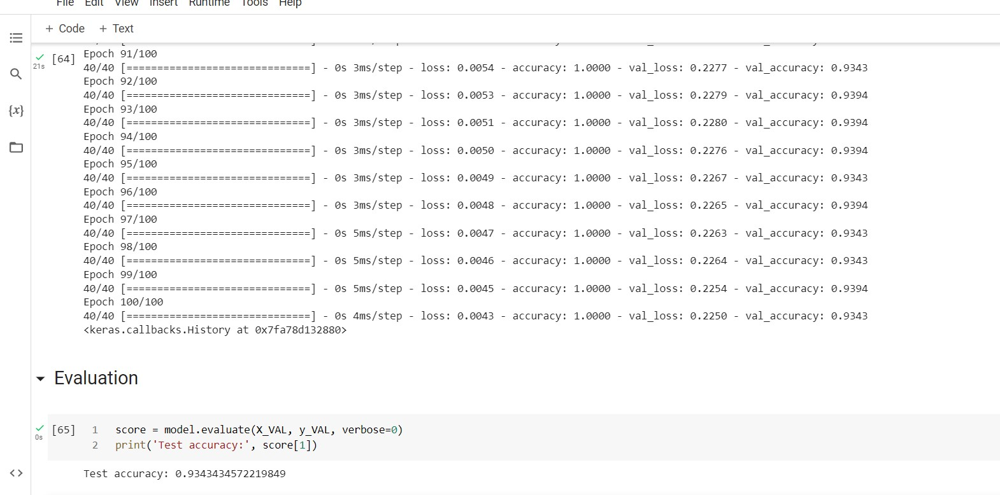 File Edit View Insert Runtime Tools Help
+ Code + Text
[64]
21s
Epoch 91/100
40/40 [==============================] - 0s 3ms/step - loss: 0.0054 - accuracy: 1.0000 - val_loss: 0.2277 - val_accuracy: 0.9343
Epoch 92/100
40/40 [==============================] - 0s 3ms/step - loss: 0.0053 - accuracy: 1.0000 - val_loss: 0.2279 - val_accuracy: 0.9394
Epoch 93/100
40/40 [==============================] - 0s 3ms/step - loss: 0.0051 - accuracy: 1.0000 - val_loss: 0.2280 - val_accuracy: 0.9394
Epoch 94/100
40/40 [==============================] - 0s 3ms/step - loss: 0.0050 - accuracy: 1.0000 - val_loss: 0.2276 - val_accuracy: 0.9394
Epoch 95/100
40/40 [==============================] - 0s 3ms/step - loss: 0.0049 - accuracy: 1.0000 - val_loss: 0.2267 - val_accuracy: 0.9343
Epoch 96/100
40/40 [==============================] - 0s 3ms/step - loss: 0.0048 - accuracy: 1.0000 - val_loss: 0.2265 - val_accuracy: 0.9394
Epoch 97/100
40/40 [==============================] - 0s 5ms/step - loss: 0.0047 - accuracy: 1.0000 - val_loss: 0.2263 - val_accuracy: 0.9343
Epoch 98/100
40/40 [==============================] - 0s 5ms/step - loss: 0.0046 - accuracy: 1.0000 - val_loss: 0.2264 - val_accuracy: 0.9343
Epoch 99/100
40/40 [==============================] - 0s 5ms/step - loss: 0.0045 - accuracy: 1.0000 - val_loss: 0.2254 - val_accuracy: 0.9394
Epoch 100/100
40/40 [==============================] - 0s 4ms/step - loss: 0.0043 - accuracy: 1.0000 - val_loss: 0.2250 - val_accuracy: 0.9343
<keras.callbacks.History at 0x7fa78d132880>
{x}
Evaluation
[65]
0s
1 score = model.evaluate(X_VAL, y_VAL, verbose=0)
2 print('Test accuracy:', score[1])
Test accuracy: 0.9343434572219849